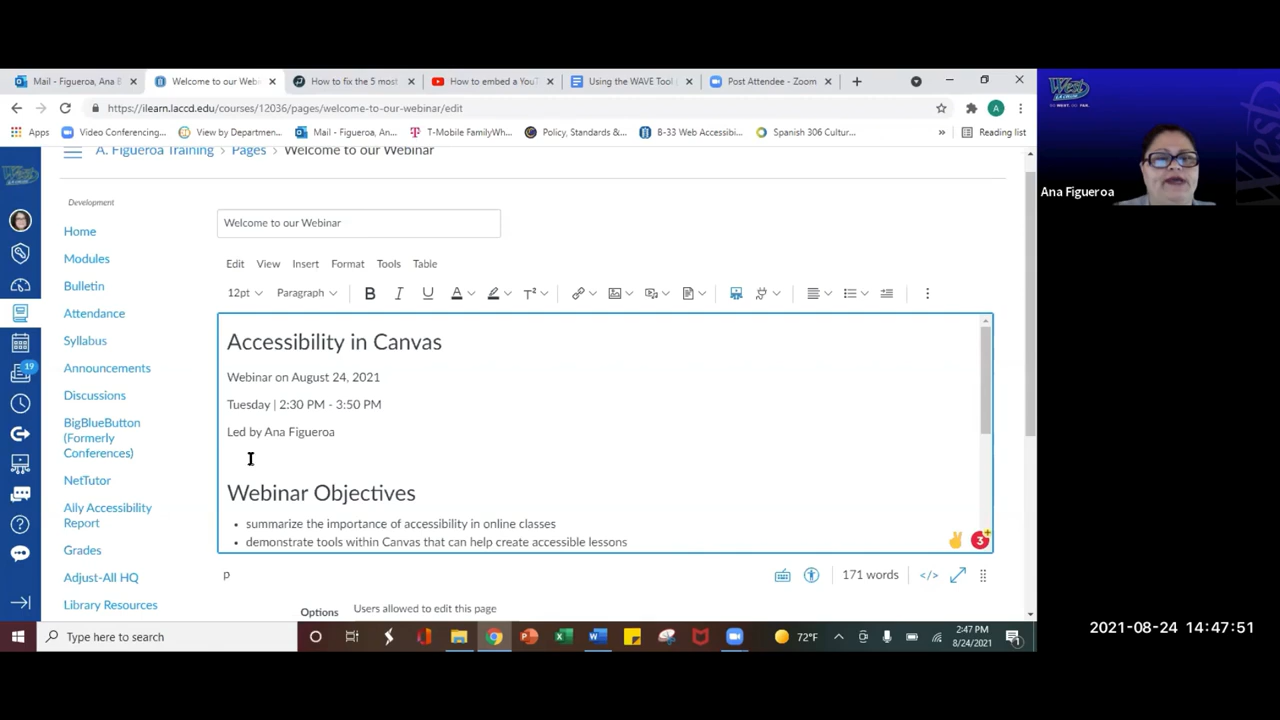 Mail - Figueroa, Ana B
Welcome to our Web
How to fix the 5 most
How to embed a YouT
Using the WAVE Tool
Post Attendee - Zoom
https://ilearn.laccd.edu/courses/12036/pages/welcome-to-our-webinar/edit
A
Apps
Video Conferencing...
View by Departmen...
Mail - Figueroa, An...
T-Mobile FamilyWh...
Policy, Standards &...
B-33 Web Accessibi...
Spanish 306 Cultur...
»
Reading list
A. Figueroa Training > Pages > Welcome to our Webinar
Development
Home
Modules
Bulletin
Attendance
Syllabus
Announcements
Discussions
BigBlueButton
(Formerly
Conferences)
NetTutor
Ally Accessibility
Report
Grades
Adjust-All HQ
Library Resources
19
Welcome to our Webinar
Edit View Insert Format Tools Table
12pt Paragraph B I U A T²
Accessibility in Canvas
Webinar on August 24, 2021
Tuesday | 2:30 PM - 3:50 PM
Led by Ana Figueroa
Webinar Objectives
• summarize the importance of accessibility in online classes
• demonstrate tools within Canvas that can help create accessible lessons
3
p
171 words </>
Options Users allowed to edit this page
Type here to search
72°F
2:47 PM
8/24/2021
West
Ana Figueroa
West
2021-08-24 14:47:51